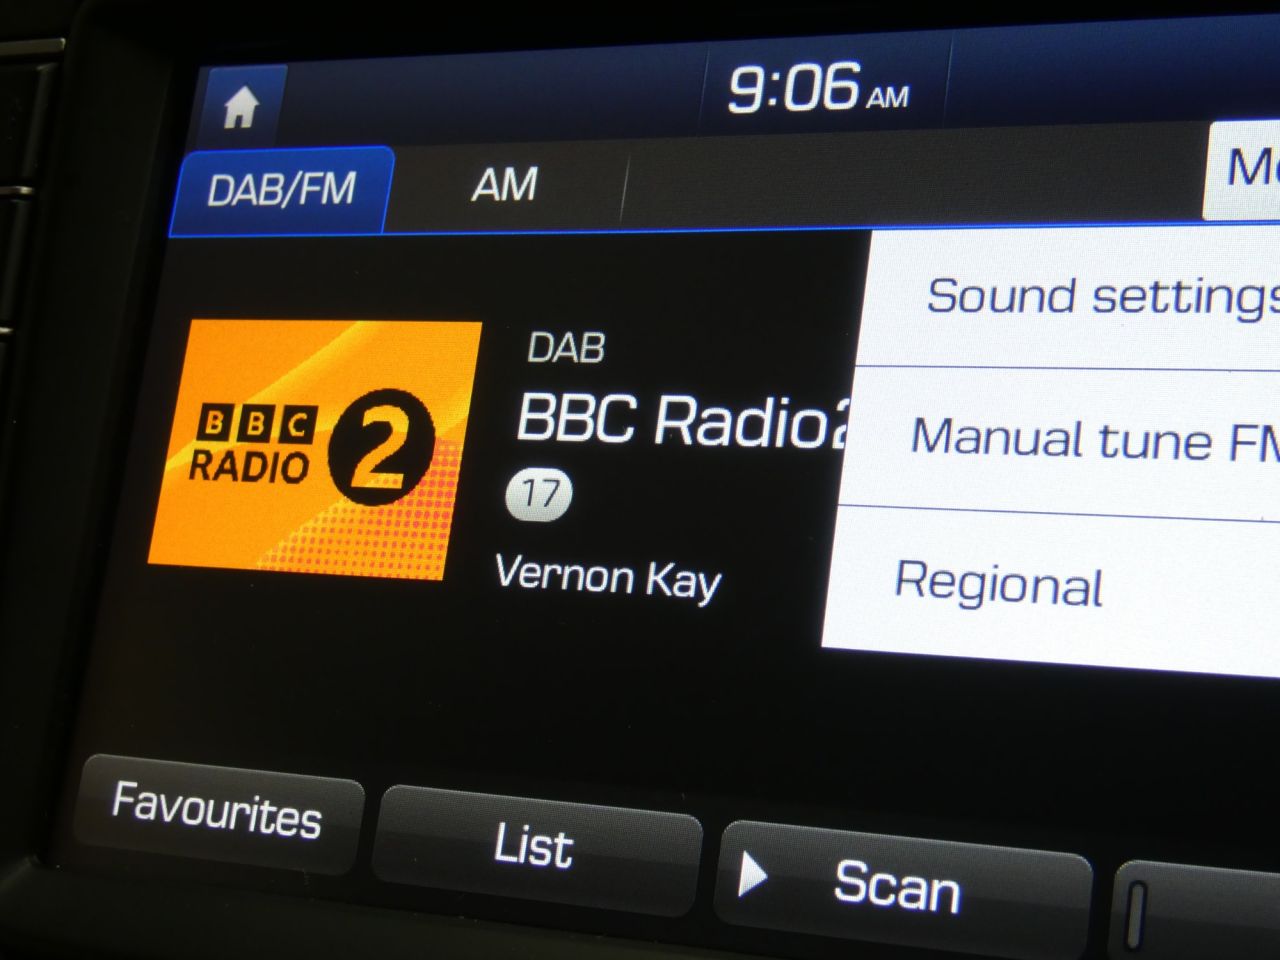 9:06 AM
DAB/FM
AM
Sound settings
DAB
BBC Radio2
Manual tune FM
BBC
RADIO 2
17
Vernon Kay
Regional
Favourites
List
Scan